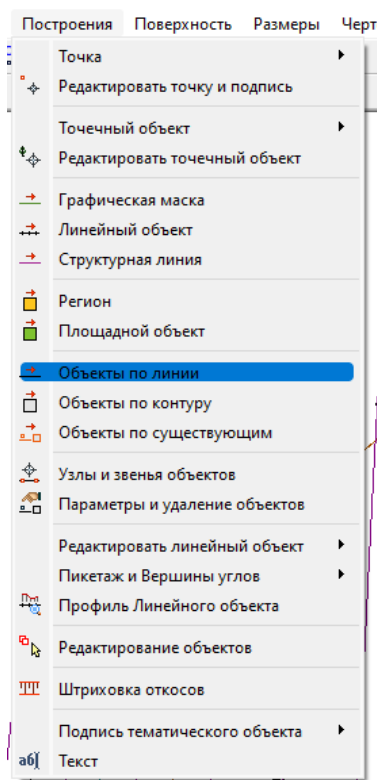 Построения Поверхность Размеры Черт
Точка
Редактировать точку и подпись
Точечный объект
Редактировать точечный объект
Графическая маска
Линейный объект
Структурная линия
Регион
Площадной объект
Объекты по линии
Объекты по контуру
Объекты по существующим
Узлы и звенья объектов
Параметры и удаление объектов
Редактировать линейный объект
Пикетаж и Вершины углов
Профиль Линейного объекта
Редактирование объектов
Штриховка откосов
Подпись тематического объекта
абｌ Текст